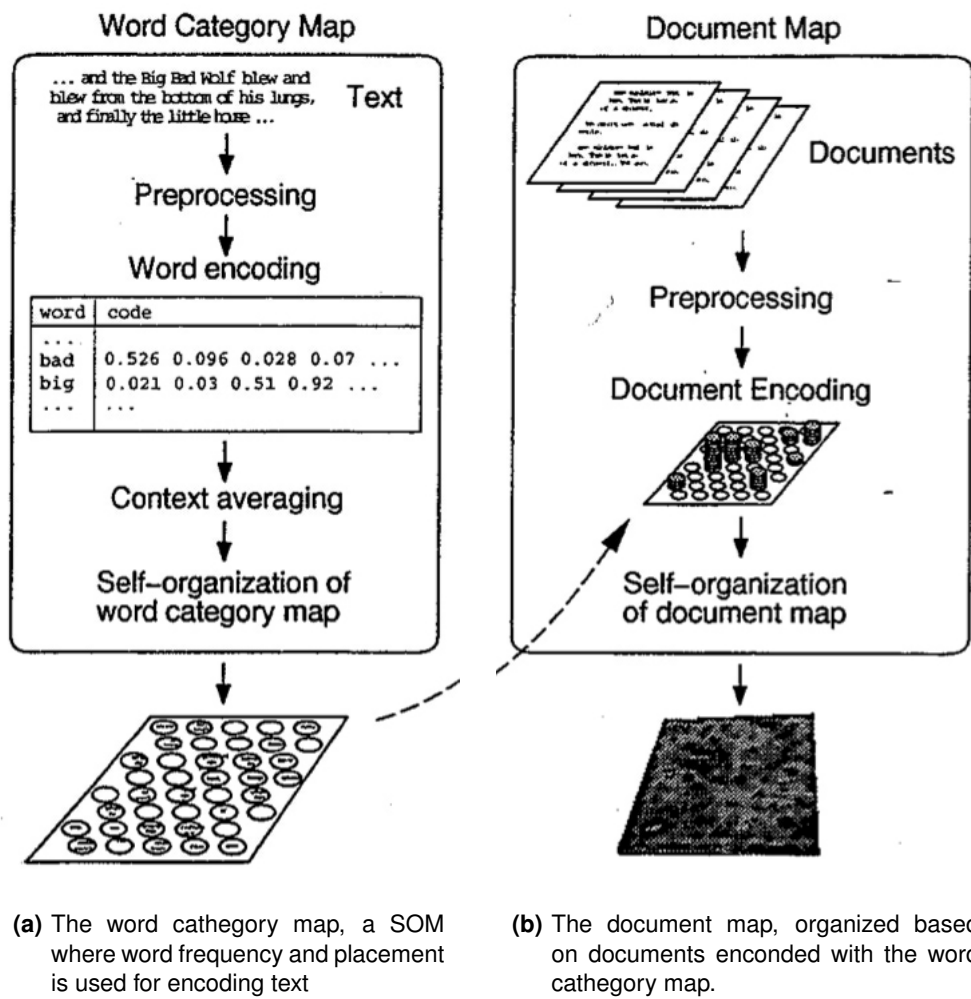 Word Category Map
... and the Big Bad Wolf blew and
blew from the bottom of his lungs,
and finally the little house ...
Text
Preprocessing
Word encoding
word code
....
bad 0.526 0.096 0.028 0.07 ...
big 0.021 0.03 0.51 0.92 ...
... ...
Context averaging
Self-organization of
word category map
(a) The word cathegory map, a SOM
where word frequency and placement
is used for encoding text
Document Map
Documents
Preprocessing
Document Encoding
Self-organization
of document map
(b) The document map, organized based
on documents enconded with the word
cathegory map.